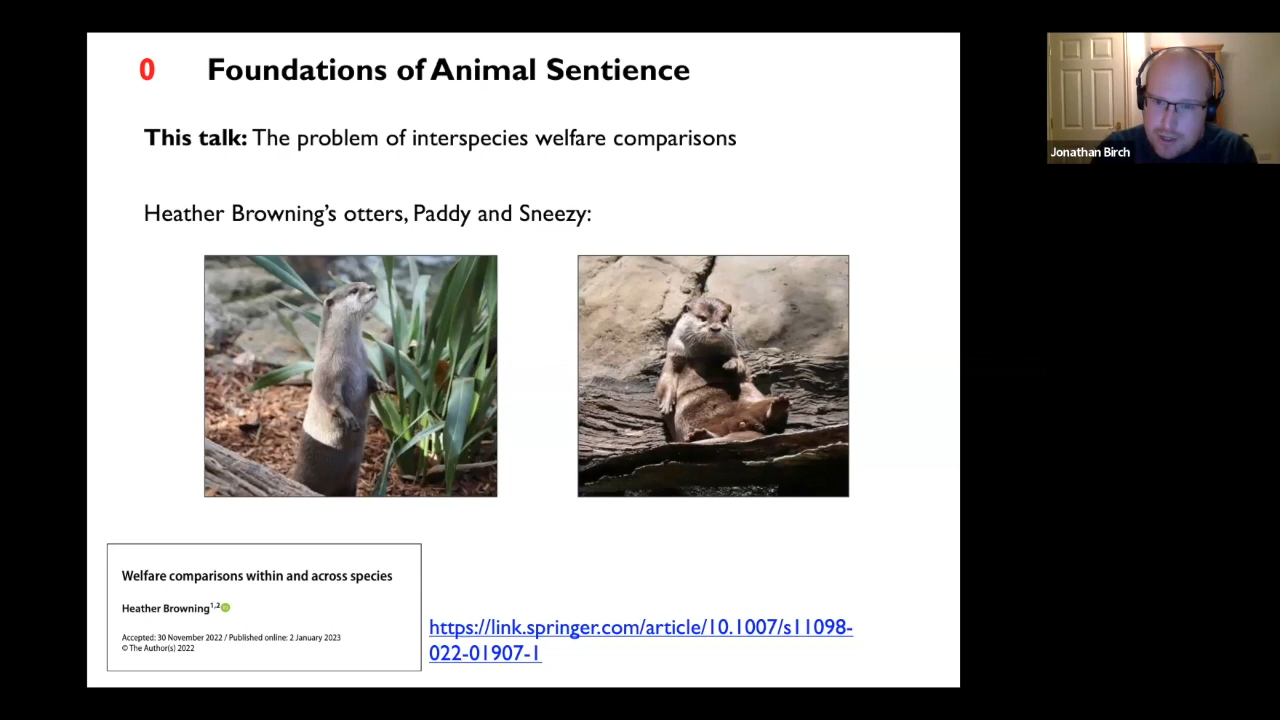 0 Foundations of Animal Sentience
This talk: The problem of interspecies welfare comparisons
Heather Browning’s otters, Paddy and Sneezy:
Welfare comparisons within and across species
Heather Browning1,2
Accepted: 30 November 2022 / Published online: 2 January 2023
© The Author(s) 2022
https://link.springer.com/article/10.1007/s11098-
022-01907-1
Jonathan Birch